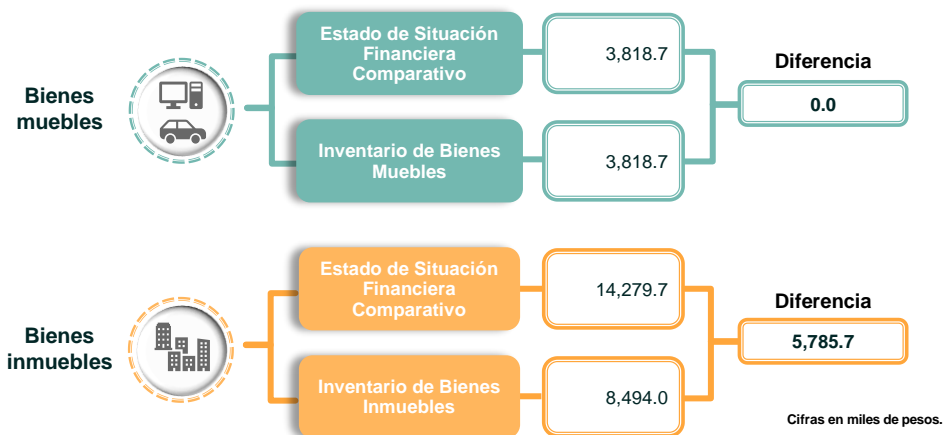 Bienes
muebles
Estado de Situación
Financiera
Comparativo
3,818.7
Inventario de Bienes
Muebles
3,818.7
Diferencia
0.0
Bienes
inmuebles
Estado de Situación
Financiera
Comparativo
14,279.7
Inventario de Bienes
Inmuebles
8,494.0
Diferencia
5,785.7
Cifras en miles de pesos.